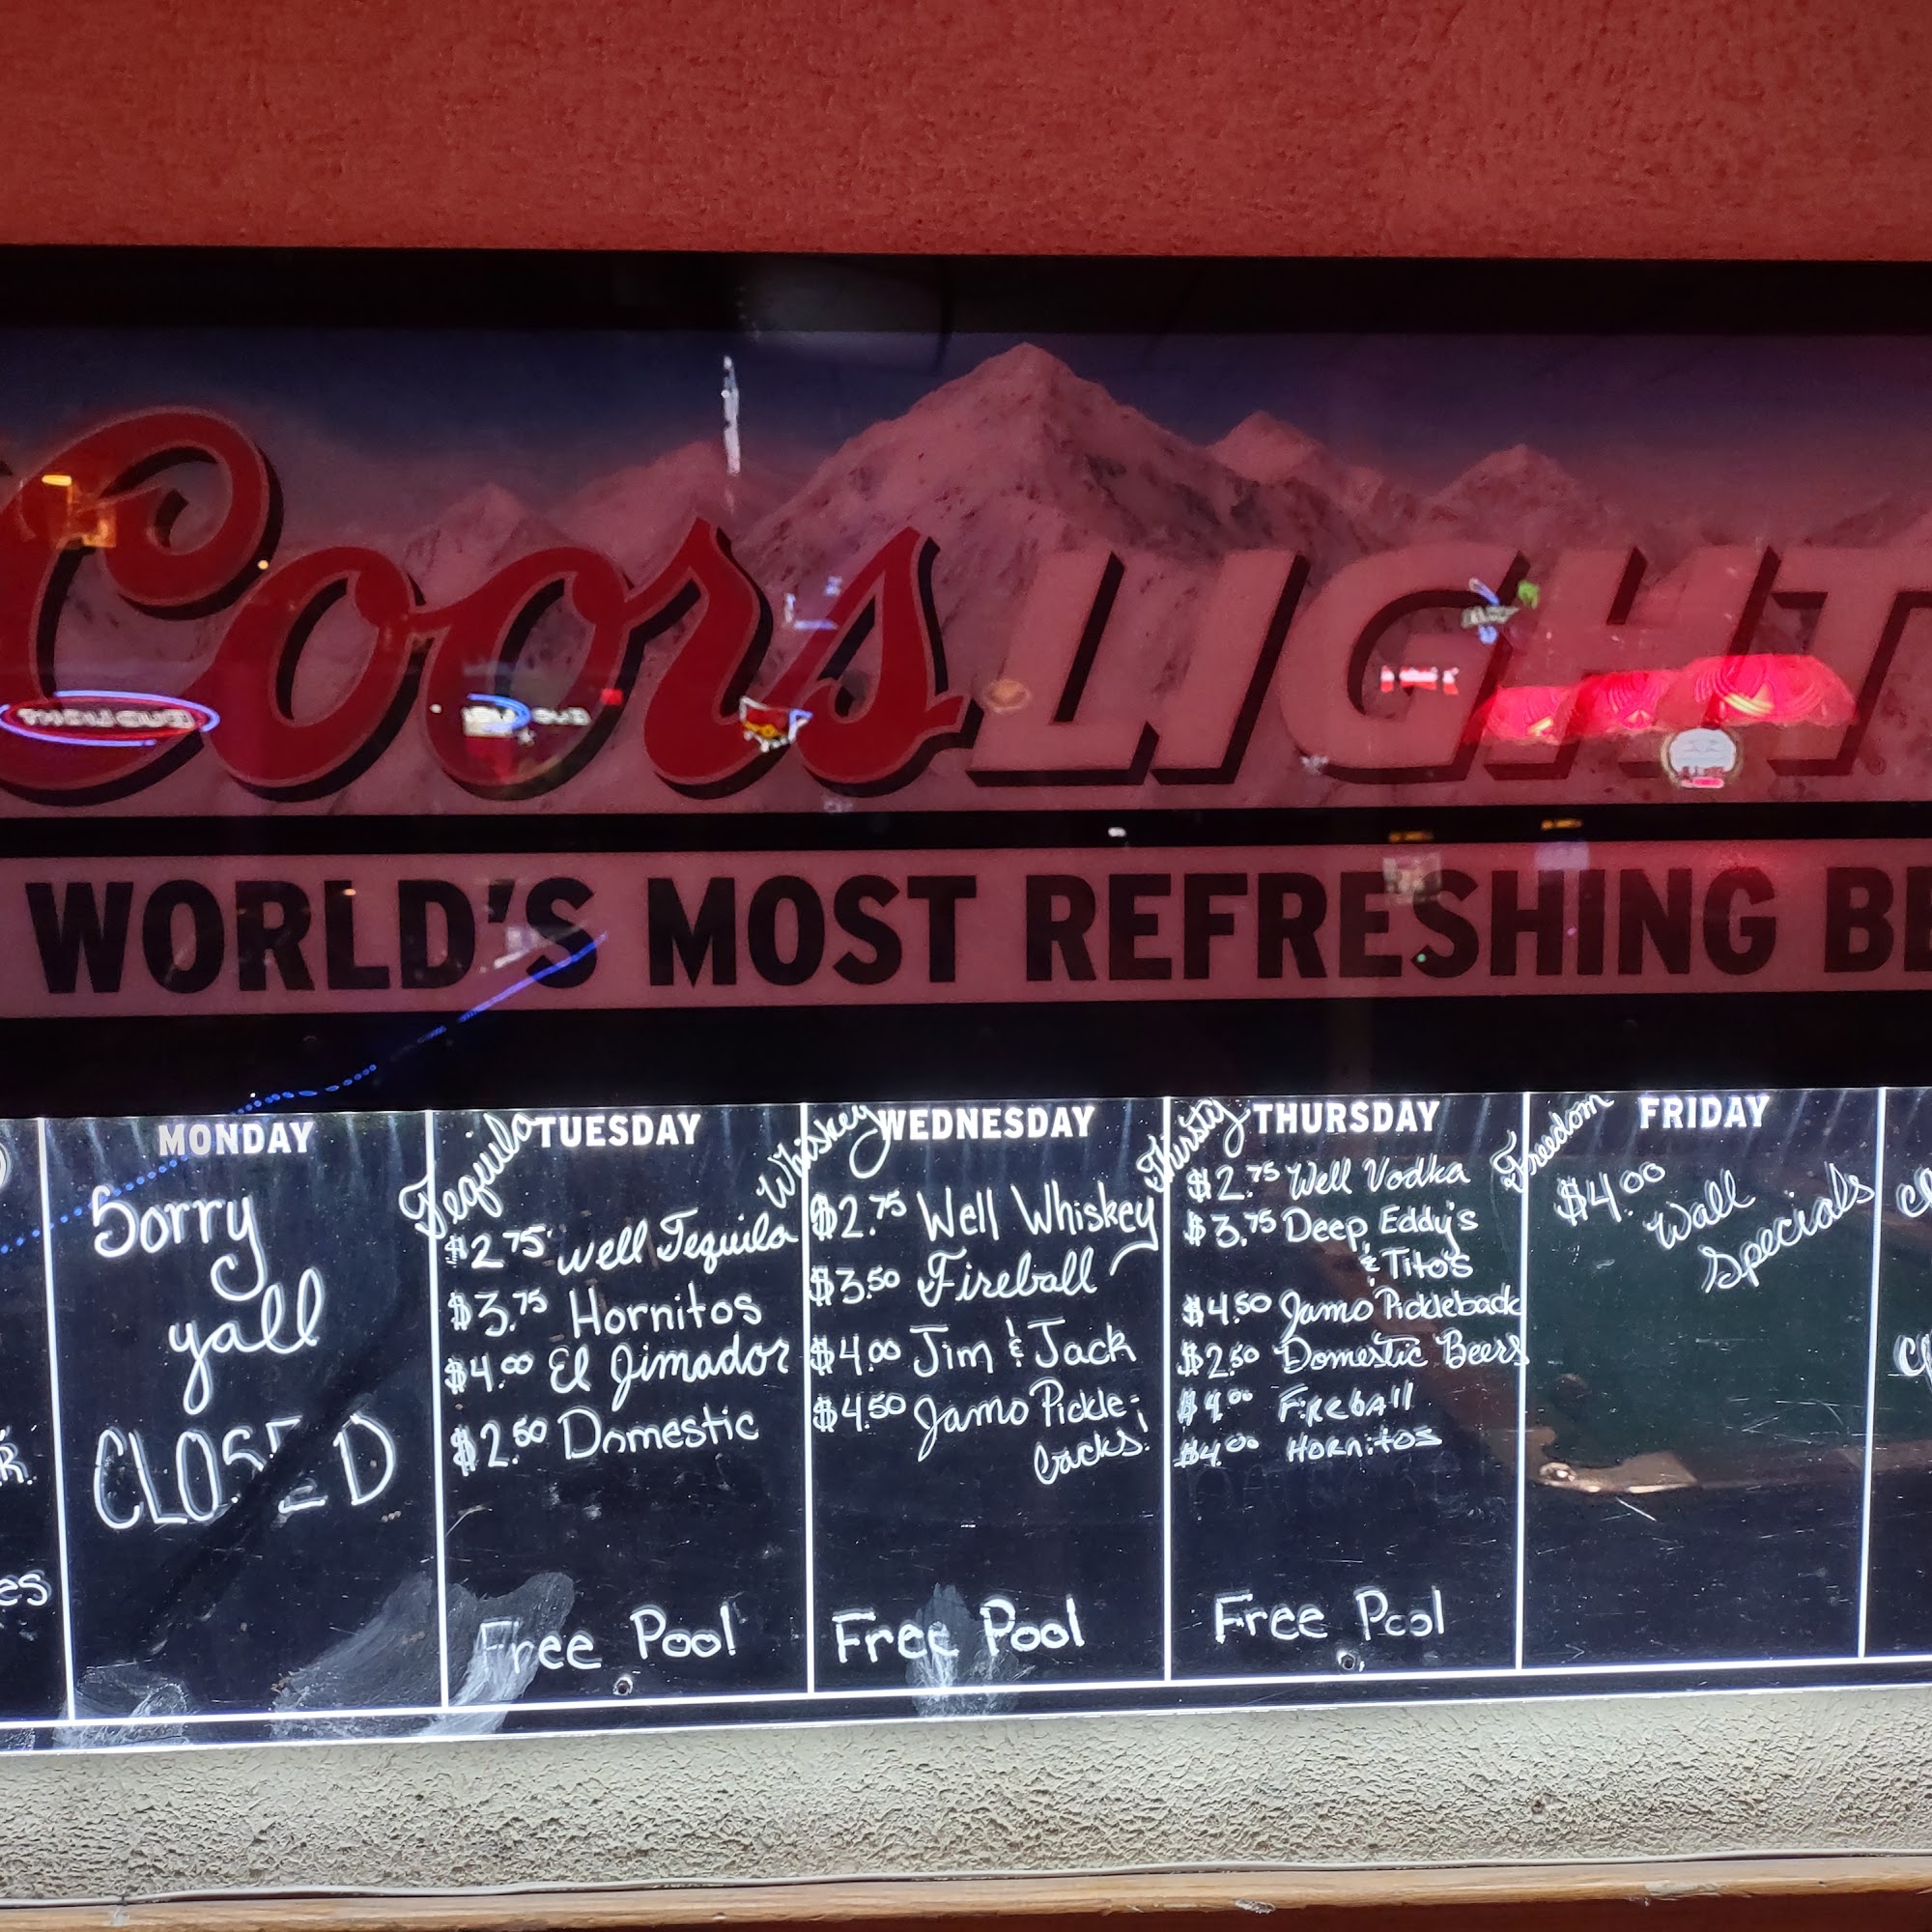 Coors LIGHT
WORLD'S MOST REFRESHING
MONDAY
Sorry
yall
CLOSED
Tequila TUESDAY
$2.75 Well Tequila
$3.75 Hornitos
$4.00 El Jimador
$2.50 Domestic
Free Pool
Whiskey WEDNESDAY
$2.75 Well Whiskey
$3.50 Fireball
$4.00 Jim & Jack
$4.50 Jamo Pickle-
backs!
Free Pool
Thirsty THURSDAY
$2.75 Well Vodka
$3.75 Deep Eddy's
& Tito's
$4.50 Jamo Pickleback
$2.50 Domestic Beers
$4.00 Fireball
$4.00 Hornitos
Free Pool
Freedom FRIDAY
$4.00 Wall
Specials